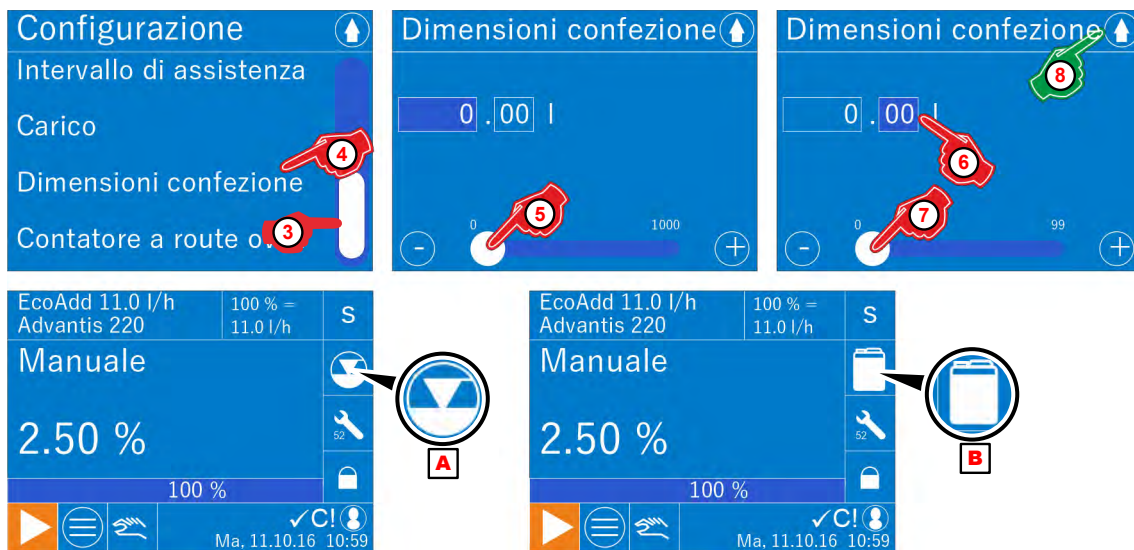 Configurazione
Intervallo di assistenza
Carico
4
Dimensioni confezione
3
Contatore a route
Dimensioni confezione
0 . 00 l
5
0 1000
- +
Dimensioni confezione
8
0 . 00
6
7
0 99
- +
EcoAdd 11.0 l/h
Advantis 220
100 % =
11.0 l/h
S
Manuale
2.50 %
52
A
100 %
✓C!
Ma, 11.10.16 10:59
EcoAdd 11.0 l/h
Advantis 220
100 % =
11.0 l/h
S
Manuale
2.50 %
52
B
100 %
✓C!
Ma, 11.10.16 10:59